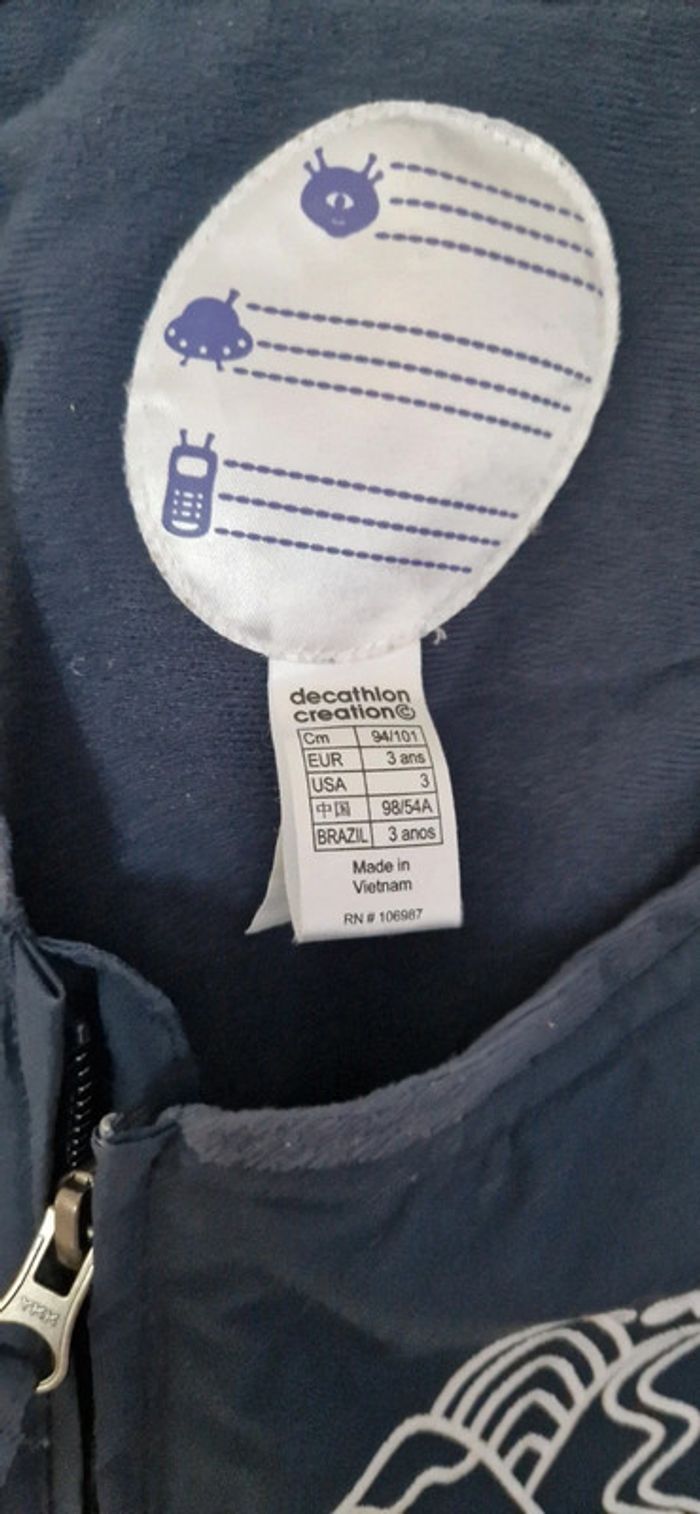 decathlon
creation©
Cm 94/101
EUR 3 ans
USA 3
中国 98/54A
BRAZIL 3 anos
Made in
Vietnam
RN # 106987
YKK